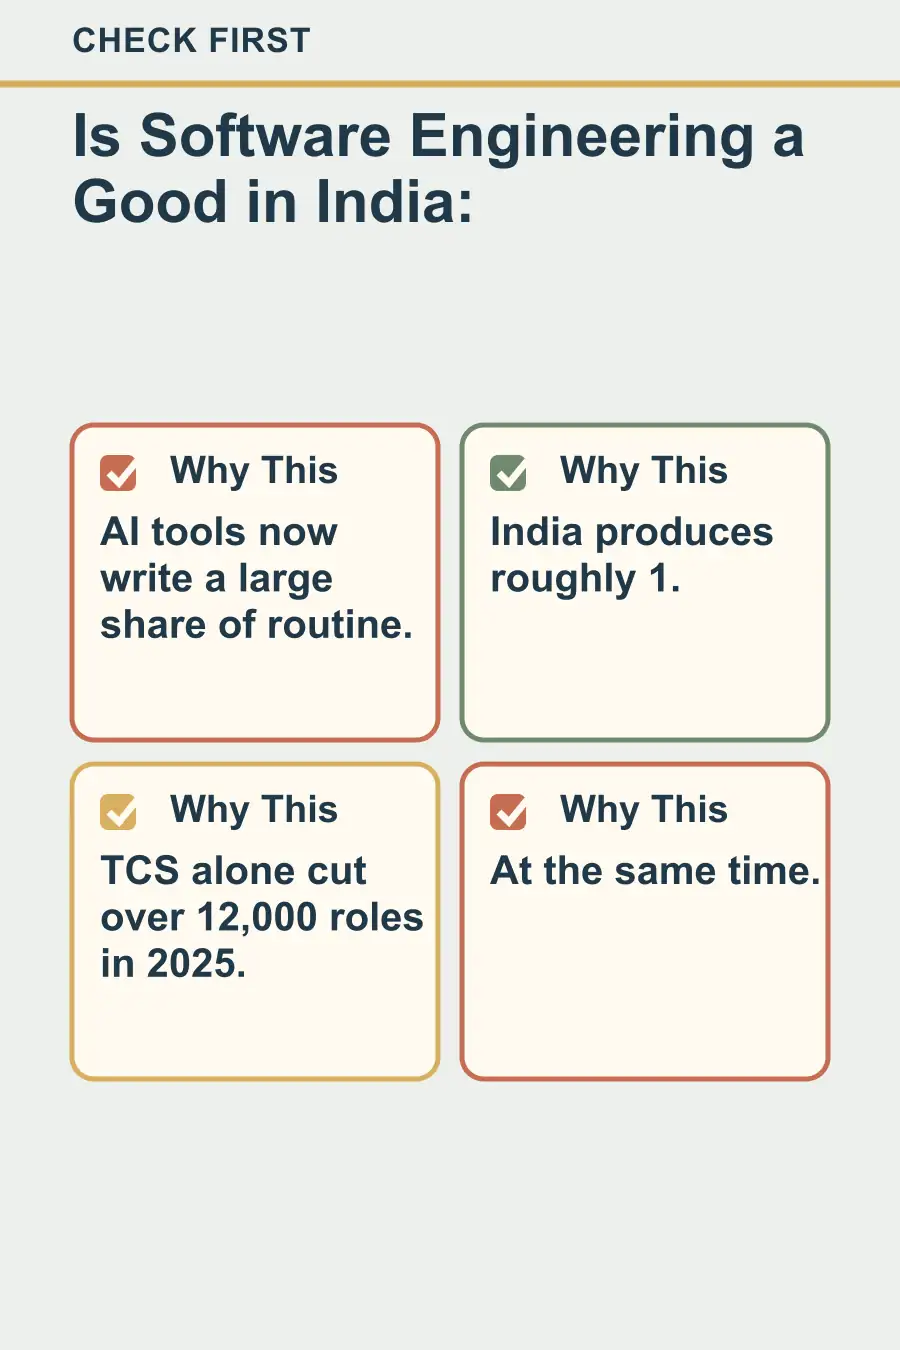 CHECK FIRST
Is Software Engineering a
Good in India:
Why This
AI tools now
write a large
share of routine.
Why This
India produces
roughly 1.
Why This
TCS alone cut
over 12,000 roles
in 2025.
Why This
At the same time.